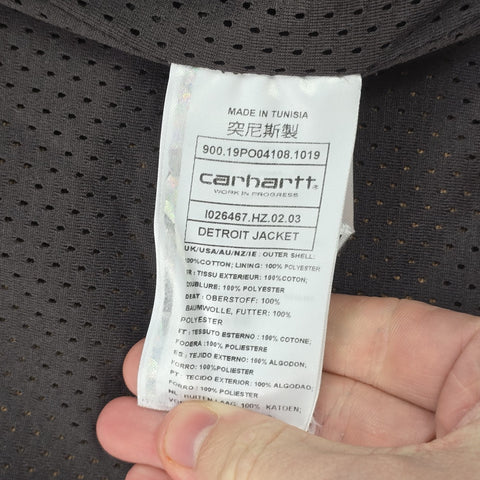 MADE IN TUNISIA
突尼斯製
900.19PO04108.1019
carhartt
WORK IN PROGRESS
I026467.HZ.02.03
DETROIT JACKET
UK/USA/AU/NZ/IE: OUTER SHELL:
100%COTTON; LINING: 100% POLYESTER
FR: TISSU EXTERIEUR: 100%COTON;
DOUBLURE: 100% POLYESTER
DE/AT: OBERSTOFF: 100%
BAUMWOLLE, FUTTER: 100%
POLYESTER
IT: TESSUTO ESTERNO: 100% COTONE,
FODERA: 100% POLIESTERE
ES: TEJIDO EXTERIOR: 100% ALGODON,
FORRO: 100%POLIESTER
PT: TECIDO EXTERIOR: 100% ALGODAO
FORRO: 100% POLIESTER
NL: 100% KATOEN;